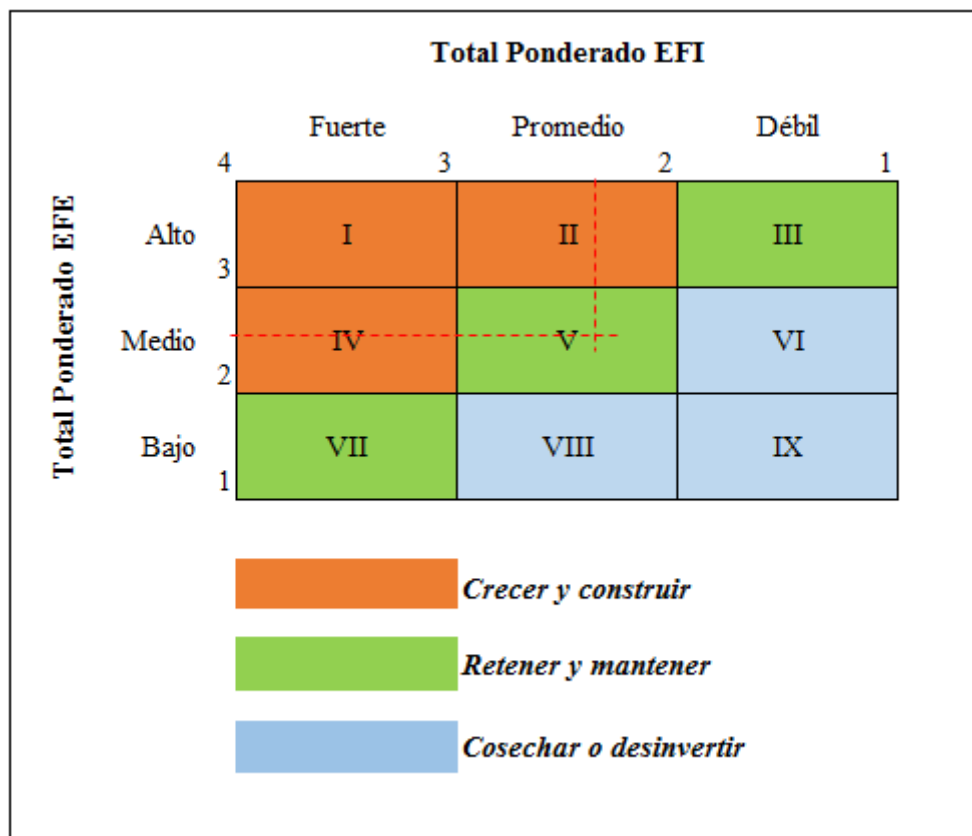 Total Ponderado EFI
Fuerte Promedio Débil
4 3 2 1
Total Ponderado EFE
Alto I II III
3
Medio IV V VI
2
Bajo VII VIII IX
1
Crecer y construir
Retener y mantener
Cosechar o desinvertir